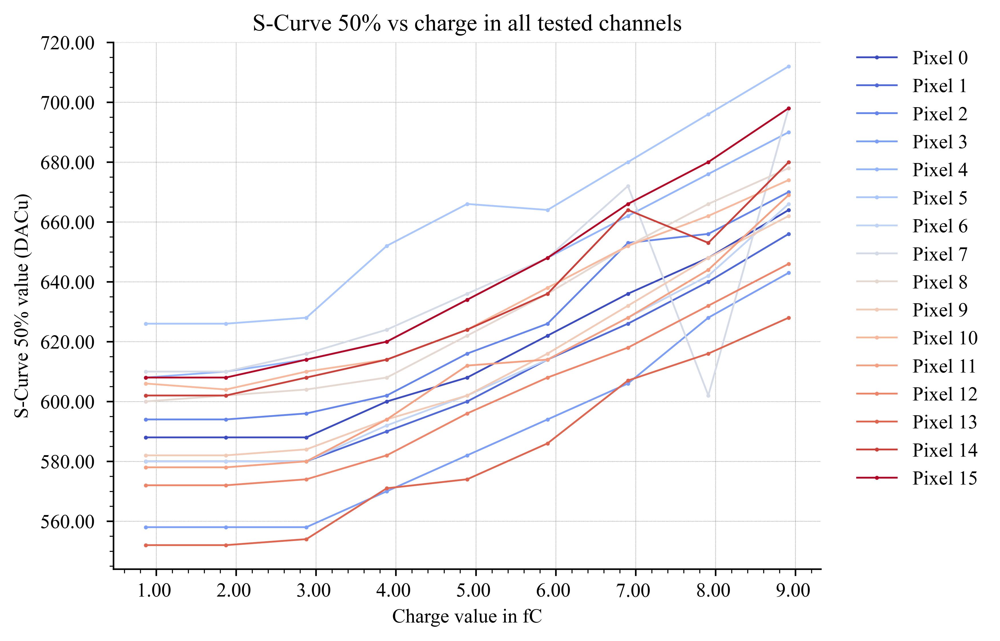 S-Curve 50% vs charge in all tested channels
720.00
700.00
680.00
660.00
640.00
620.00
600.00
580.00
560.00
S-Curve 50% value (DACu)
1.00 2.00 3.00 4.00 5.00 6.00 7.00 8.00 9.00
Charge value in fC
Pixel 0
Pixel 1
Pixel 2
Pixel 3
Pixel 4
Pixel 5
Pixel 6
Pixel 7
Pixel 8
Pixel 9
Pixel 10
Pixel 11
Pixel 12
Pixel 13
Pixel 14
Pixel 15